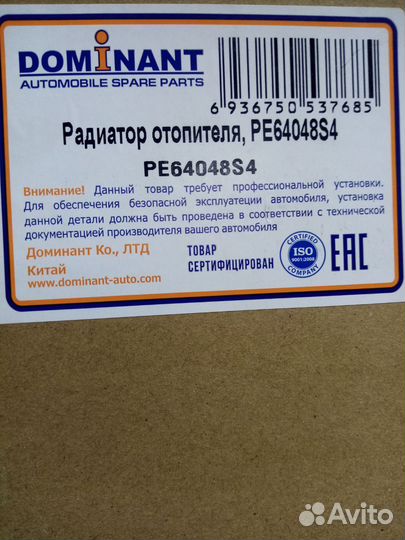 DOMINANT
AUTOMOBILE SPARE PARTS
6 936750 537685
Радиатор отопителя, PE64048S4
PE64048S4
Внимание! Данный товар требует профессиональной установки.
Для обеспечения безопасной эксплуатеции автомобиля, установка
данной детали должна быть проведена в соответствии с технической
документацией производителя вашего автомобиля
Доминант Ко., ЛТД
Китай
www.dominant-auto.com
ТОВАР
СЕРТИФИЦИРОВАН
CERTIFIED
ISO
9001:2008
COMPANY
EAC
Avito